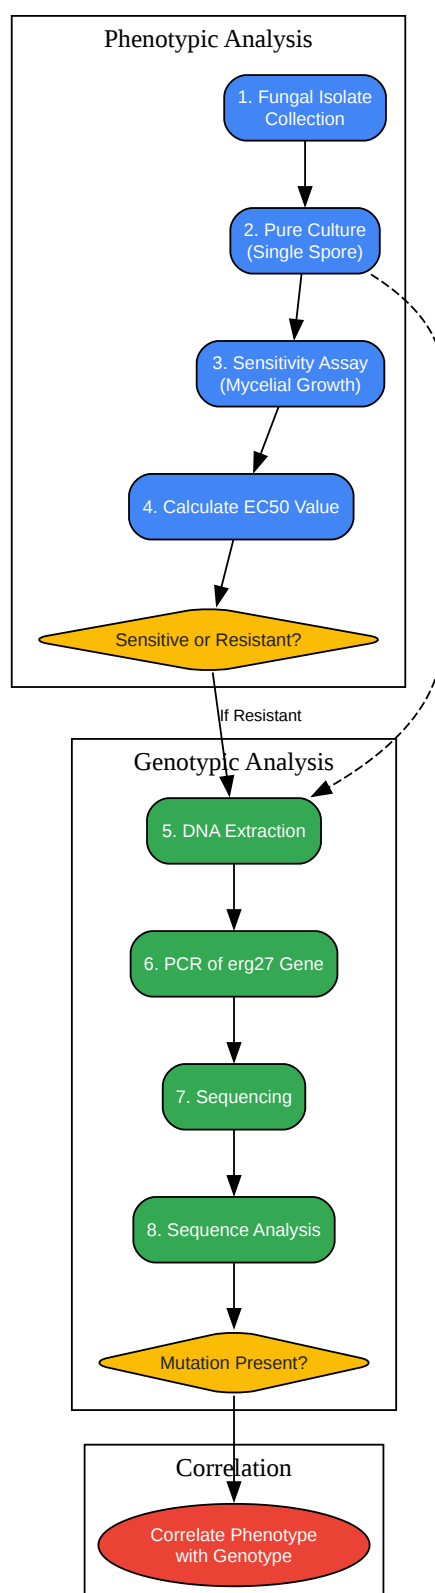 Phenotypic Analysis
1. Fungal Isolate
Collection
2. Pure Culture
(Single Spore)
3. Sensitivity Assay
(Mycelial Growth)
4. Calculate EC50 Value
Sensitive or Resistant?
If Resistant
Genotypic Analysis
5. DNA Extraction
6. PCR of erg27 Gene
7. Sequencing
8. Sequence Analysis
Mutation Present?
Correlation
Correlate Phenotype
with Genotype